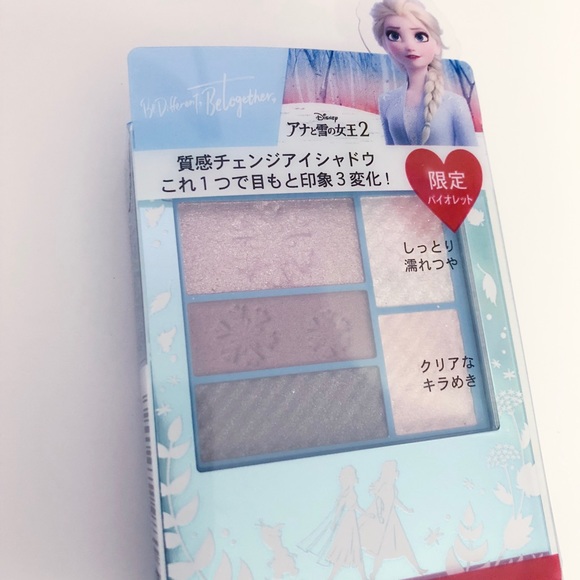 Be Different. Be together.
Disney
アナと雪の女王2
質感チェンジアイシャドウ
これ1つで目もと印象3変化!
限定
バイオレット
しっとり
濡れつや
クリアな
キラめき